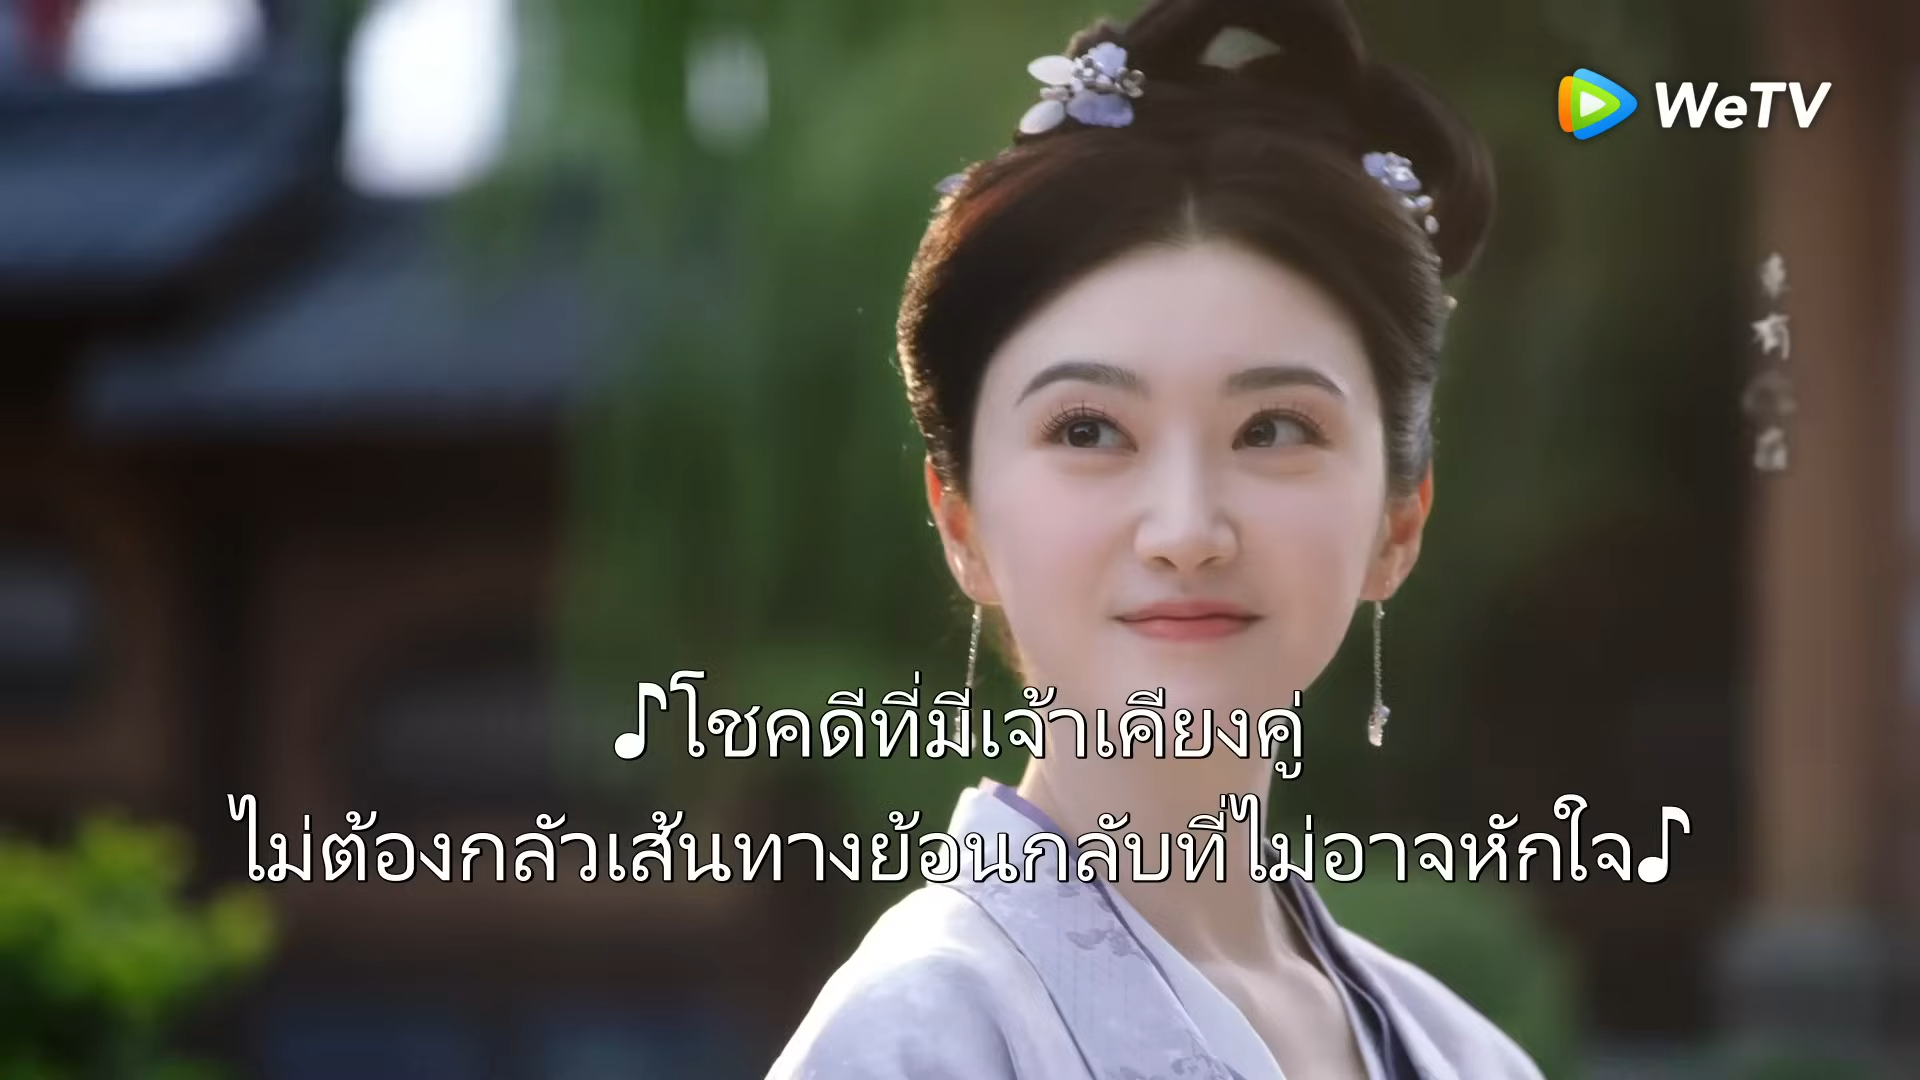 WeTV
有
♪โชคดีที่มีเจ้าเคียงคู่
ไม่ต้องกลัวเส้นทางย้อนกลับที่ไม่อาจหักใจ♪